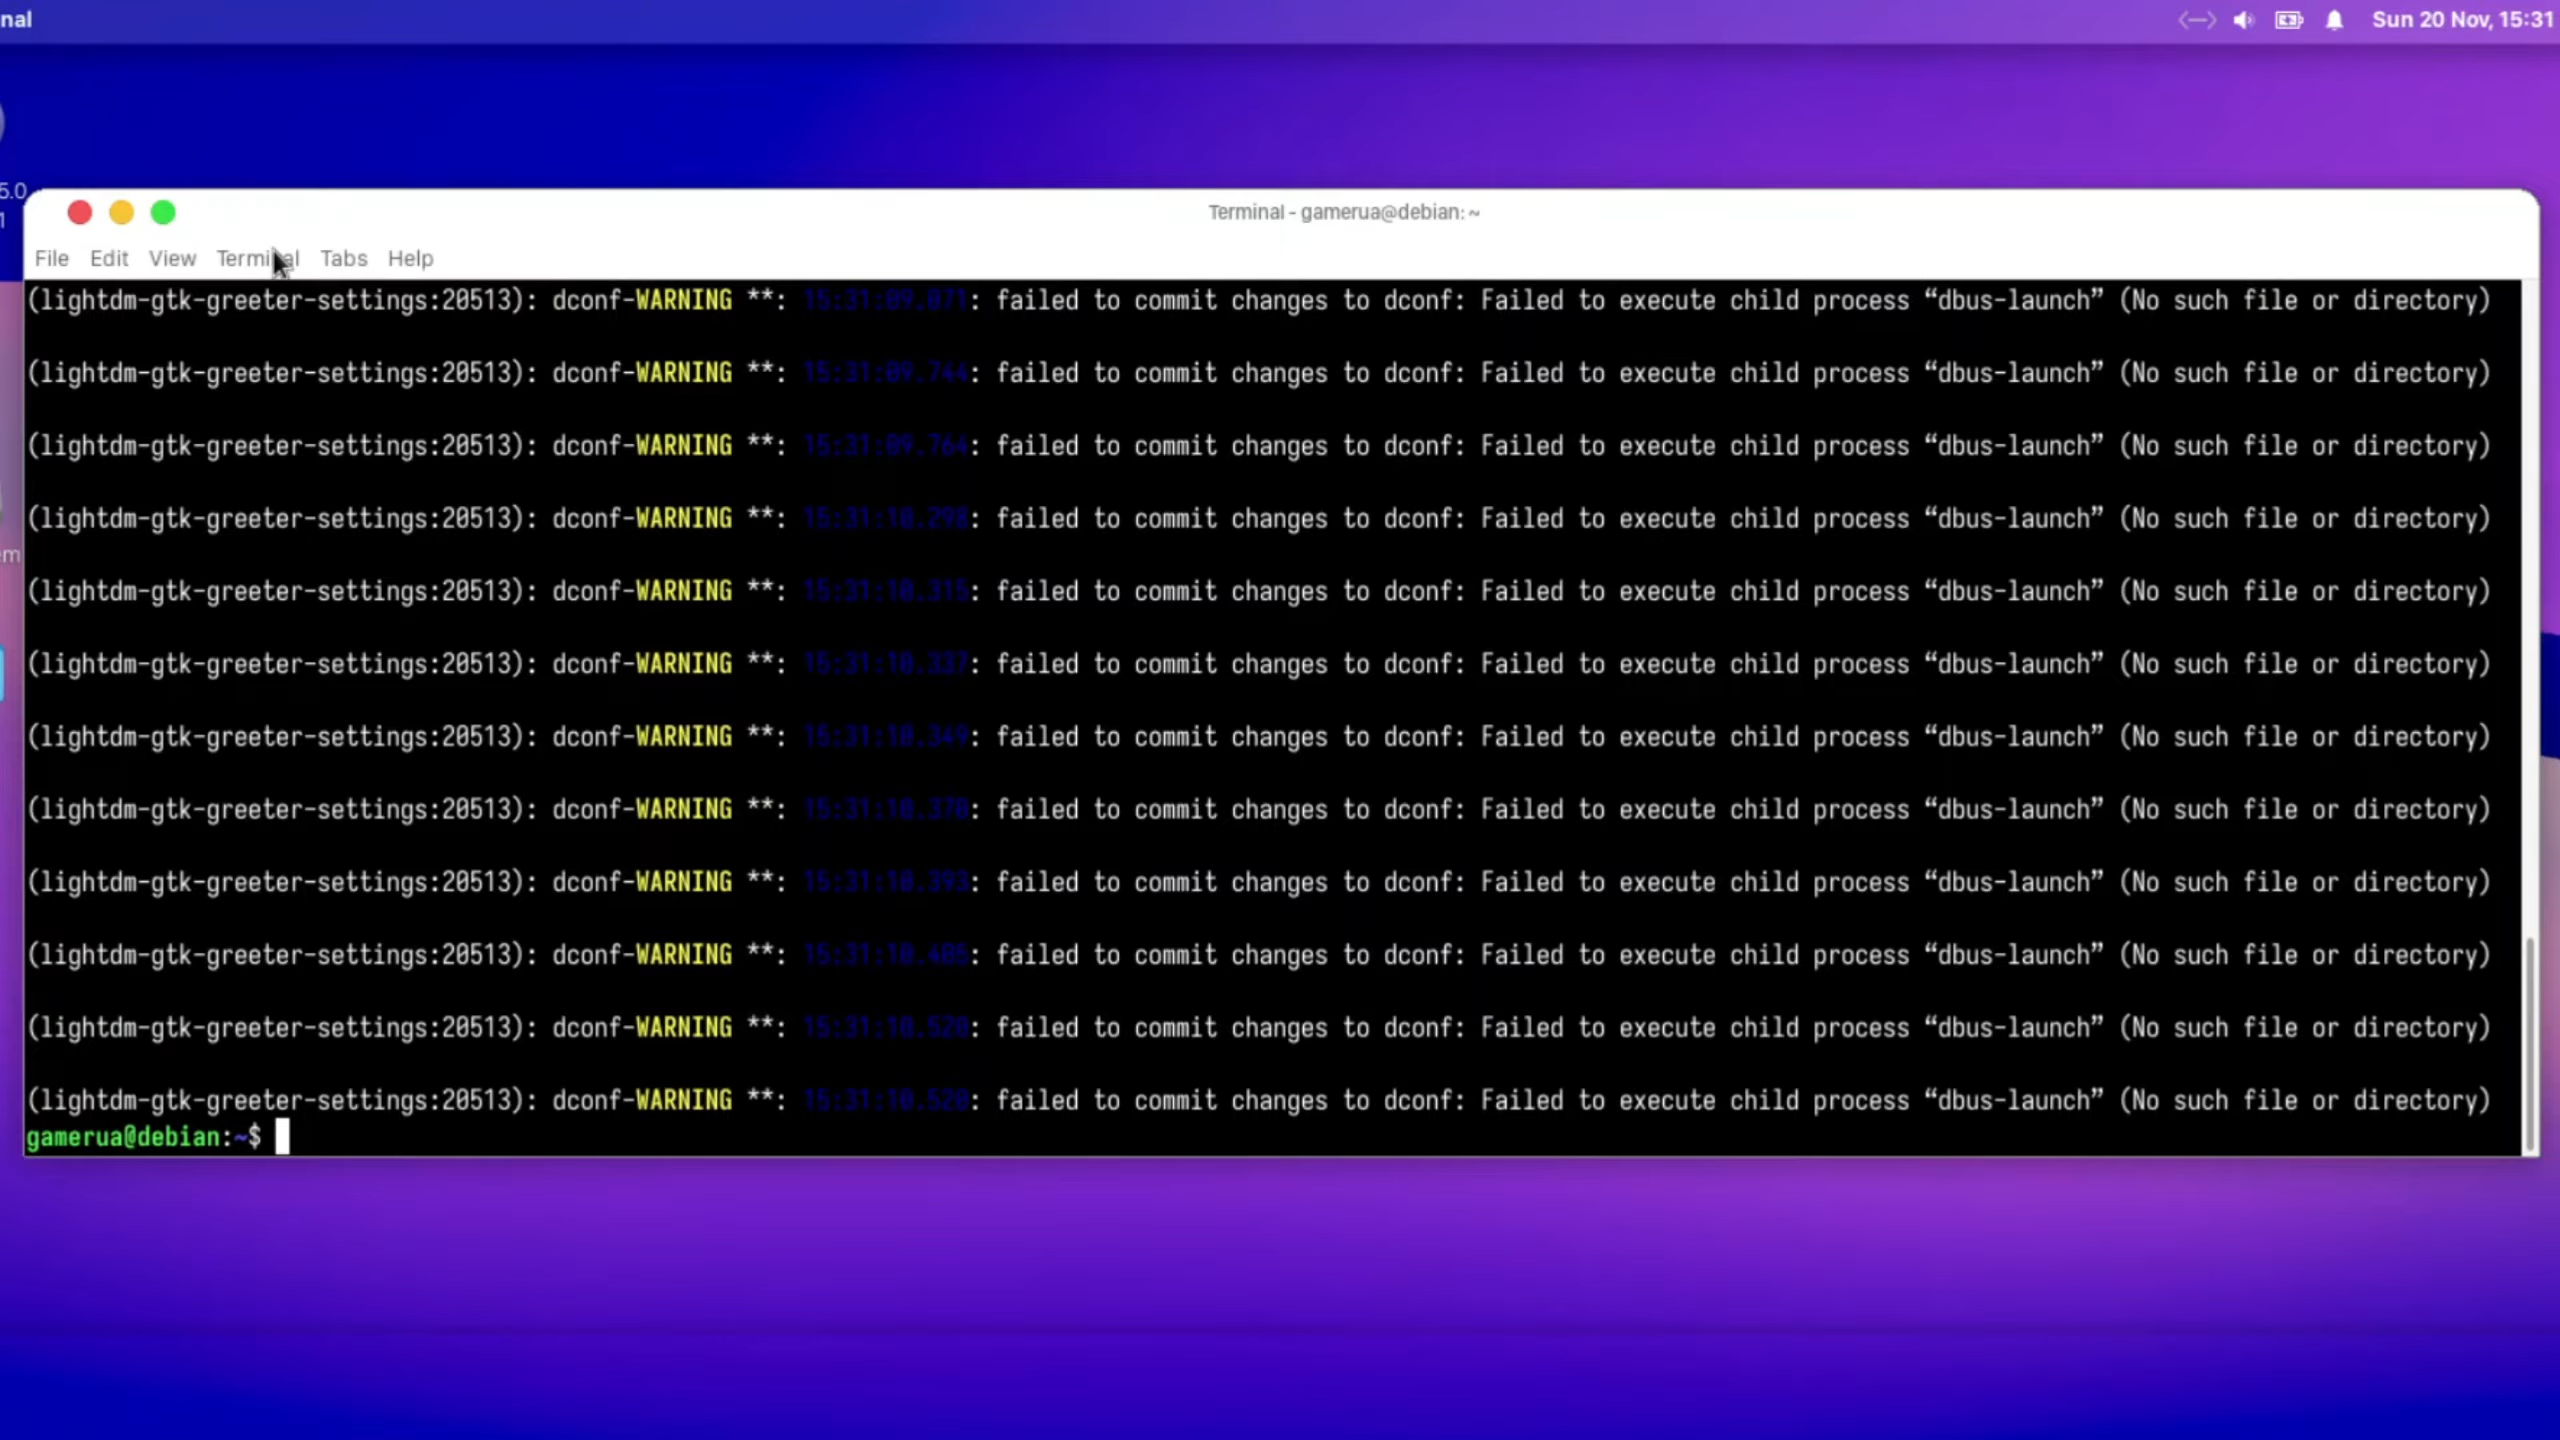 nal
Sun 20 Nov, 15:31
5.0
1
Terminal - gamerua@debian: ~
File Edit View Terminal Tabs Help
(lightdm-gtk-greeter-settings:20513): dconf-WARNING **: 15:31:09.071: failed to commit changes to dconf: Failed to execute child process “dbus-launch” (No such file or directory)
(lightdm-gtk-greeter-settings:20513): dconf-WARNING **: 15:31:09.744: failed to commit changes to dconf: Failed to execute child process “dbus-launch” (No such file or directory)
(lightdm-gtk-greeter-settings:20513): dconf-WARNING **: 15:31:09.764: failed to commit changes to dconf: Failed to execute child process “dbus-launch” (No such file or directory)
(lightdm-gtk-greeter-settings:20513): dconf-WARNING **: 15:31:10.298: failed to commit changes to dconf: Failed to execute child process “dbus-launch” (No such file or directory)
(lightdm-gtk-greeter-settings:20513): dconf-WARNING **: 15:31:10.315: failed to commit changes to dconf: Failed to execute child process “dbus-launch” (No such file or directory)
em
(lightdm-gtk-greeter-settings:20513): dconf-WARNING **: 15:31:10.337: failed to commit changes to dconf: Failed to execute child process “dbus-launch” (No such file or directory)
(lightdm-gtk-greeter-settings:20513): dconf-WARNING **: 15:31:10.349: failed to commit changes to dconf: Failed to execute child process “dbus-launch” (No such file or directory)
(lightdm-gtk-greeter-settings:20513): dconf-WARNING **: 15:31:10.370: failed to commit changes to dconf: Failed to execute child process “dbus-launch” (No such file or directory)
(lightdm-gtk-greeter-settings:20513): dconf-WARNING **: 15:31:10.393: failed to commit changes to dconf: Failed to execute child process “dbus-launch” (No such file or directory)
(lightdm-gtk-greeter-settings:20513): dconf-WARNING **: 15:31:10.405: failed to commit changes to dconf: Failed to execute child process “dbus-launch” (No such file or directory)
(lightdm-gtk-greeter-settings:20513): dconf-WARNING **: 15:31:10.520: failed to commit changes to dconf: Failed to execute child process “dbus-launch” (No such file or directory)
(lightdm-gtk-greeter-settings:20513): dconf-WARNING **: 15:31:10.520: failed to commit changes to dconf: Failed to execute child process “dbus-launch” (No such file or directory)
gamerua@debian:~$